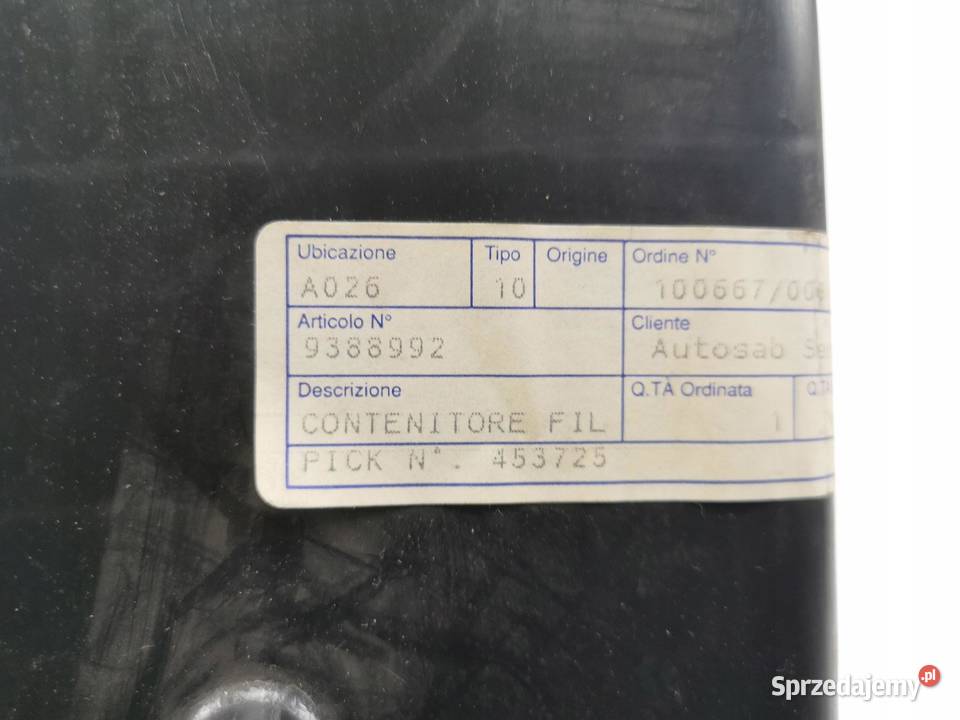 Ubicazione Tipo Origine Ordine N°
A026 10 100667/00
Articolo N° Cliente
9388992 Autosab
Descrizione Q.TÀ Ordinata
CONTENITORE FIL 1
PICK N°. 453725
Sprzedajemy.pl